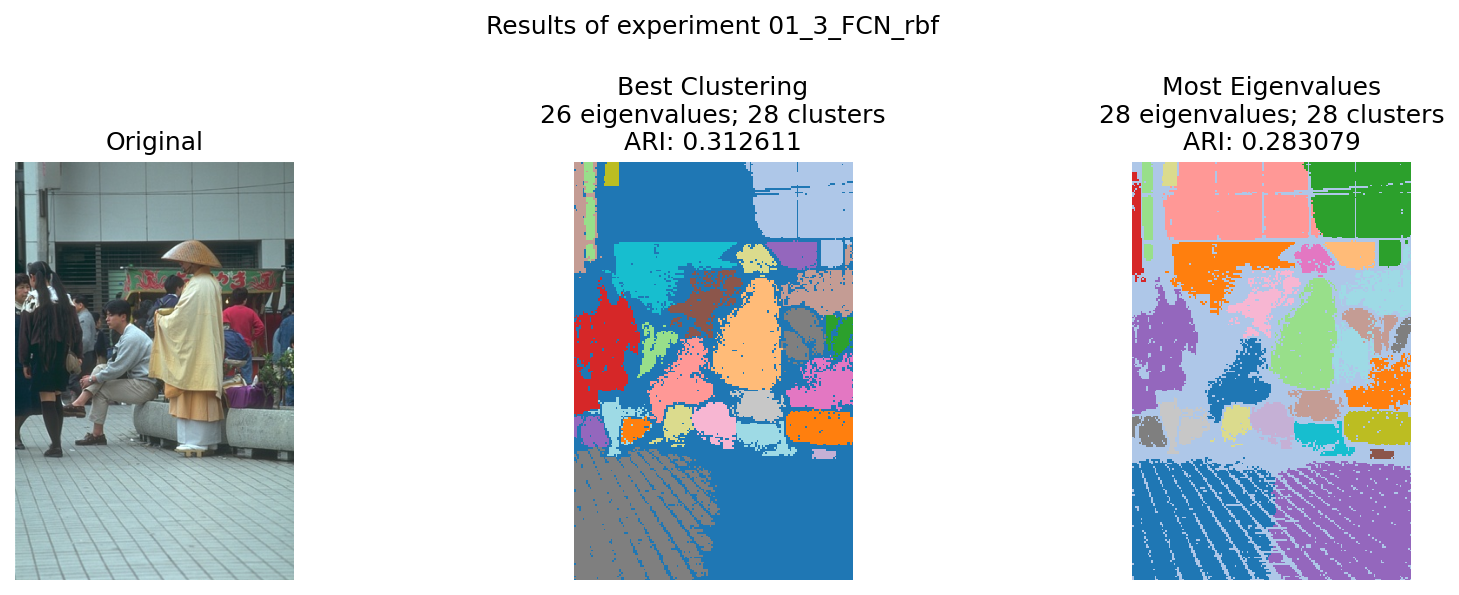 Results of experiment 01_3_FCN_rbf
Original
Best Clustering
26 eigenvalues; 28 clusters
ARI: 0.312611
Most Eigenvalues
28 eigenvalues; 28 clusters
ARI: 0.283079